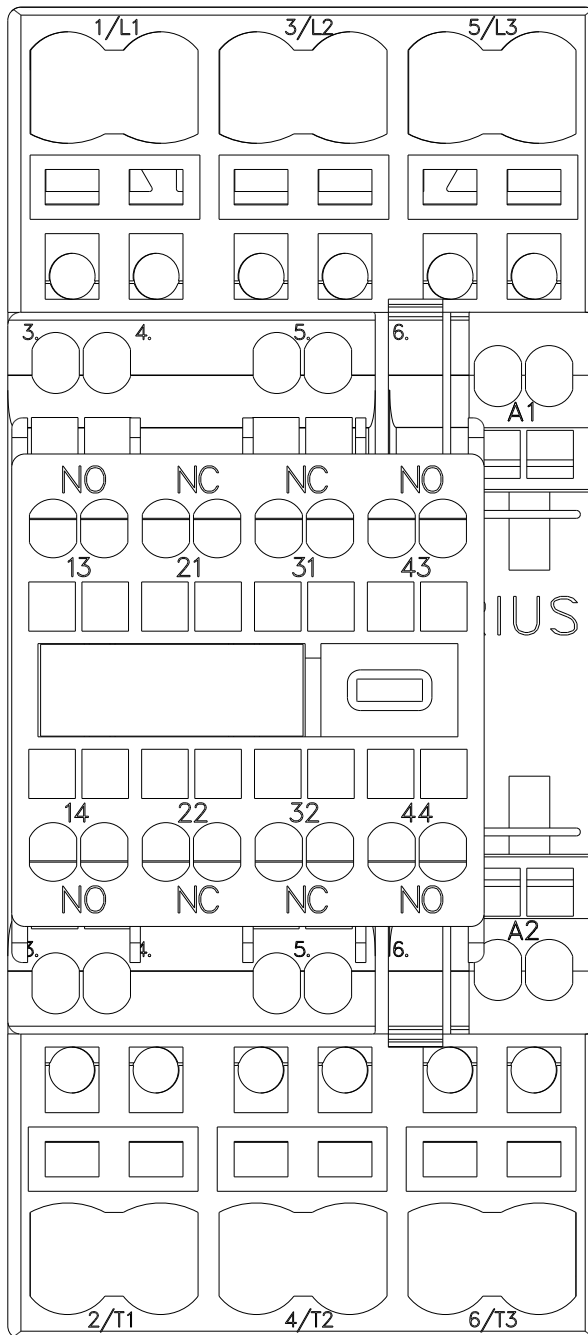 1/L1 3/L2 5/L3
3. 4. 5. 6.
A1
NO NC NC NO
13 21 31 43
RIUS
14 22 32 44
NO NC NC NO
A2
3. 4. 5. 6.
2/T1 4/T2 6/T3